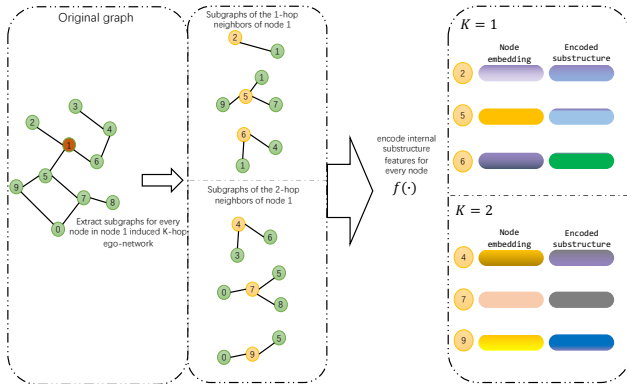 Original graph
3
2
4
1
6
5
9
7
8
0
Extract subgraphs for every
node in node 1 induced K-hop
ego-network
Subgraphs of the 1-hop
neighbors of node 1
2
1
1
9
5
7
6
4
1
Subgraphs of the 2-hop
neighbors of node 1
4
6
3
5
0
7
8
5
0
9
encode internal
substructure
features for
every node
f(·)
K = 1
Node
embedding
Encoded
substructure
2
5
6
K = 2
Node
embedding
Encoded
substructure
4
7
9